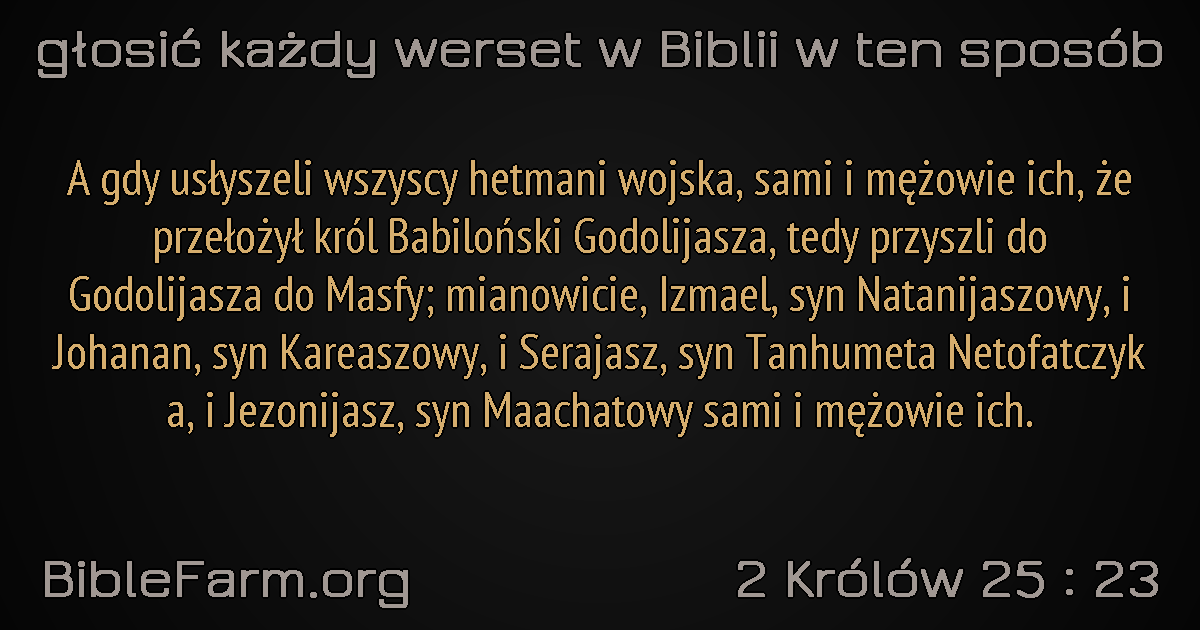 głosić każdy werset w Biblii w ten sposób
A gdy usłyszeli wszyscy hetmani wojska, sami i mężowie ich, że
przełożył król Babiloński Godolijasza, tedy przyszli do
Godolijasza do Masfy; mianowicie, Izmael, syn Natanijaszowy, i
Johanan, syn Kareaszowy, i Serajasz, syn Tanhumeta Netofatczyk
a, i Jezonijasz, syn Maachatowy sami i mężowie ich.
BibleFarm.org
2 Królów 25 : 23